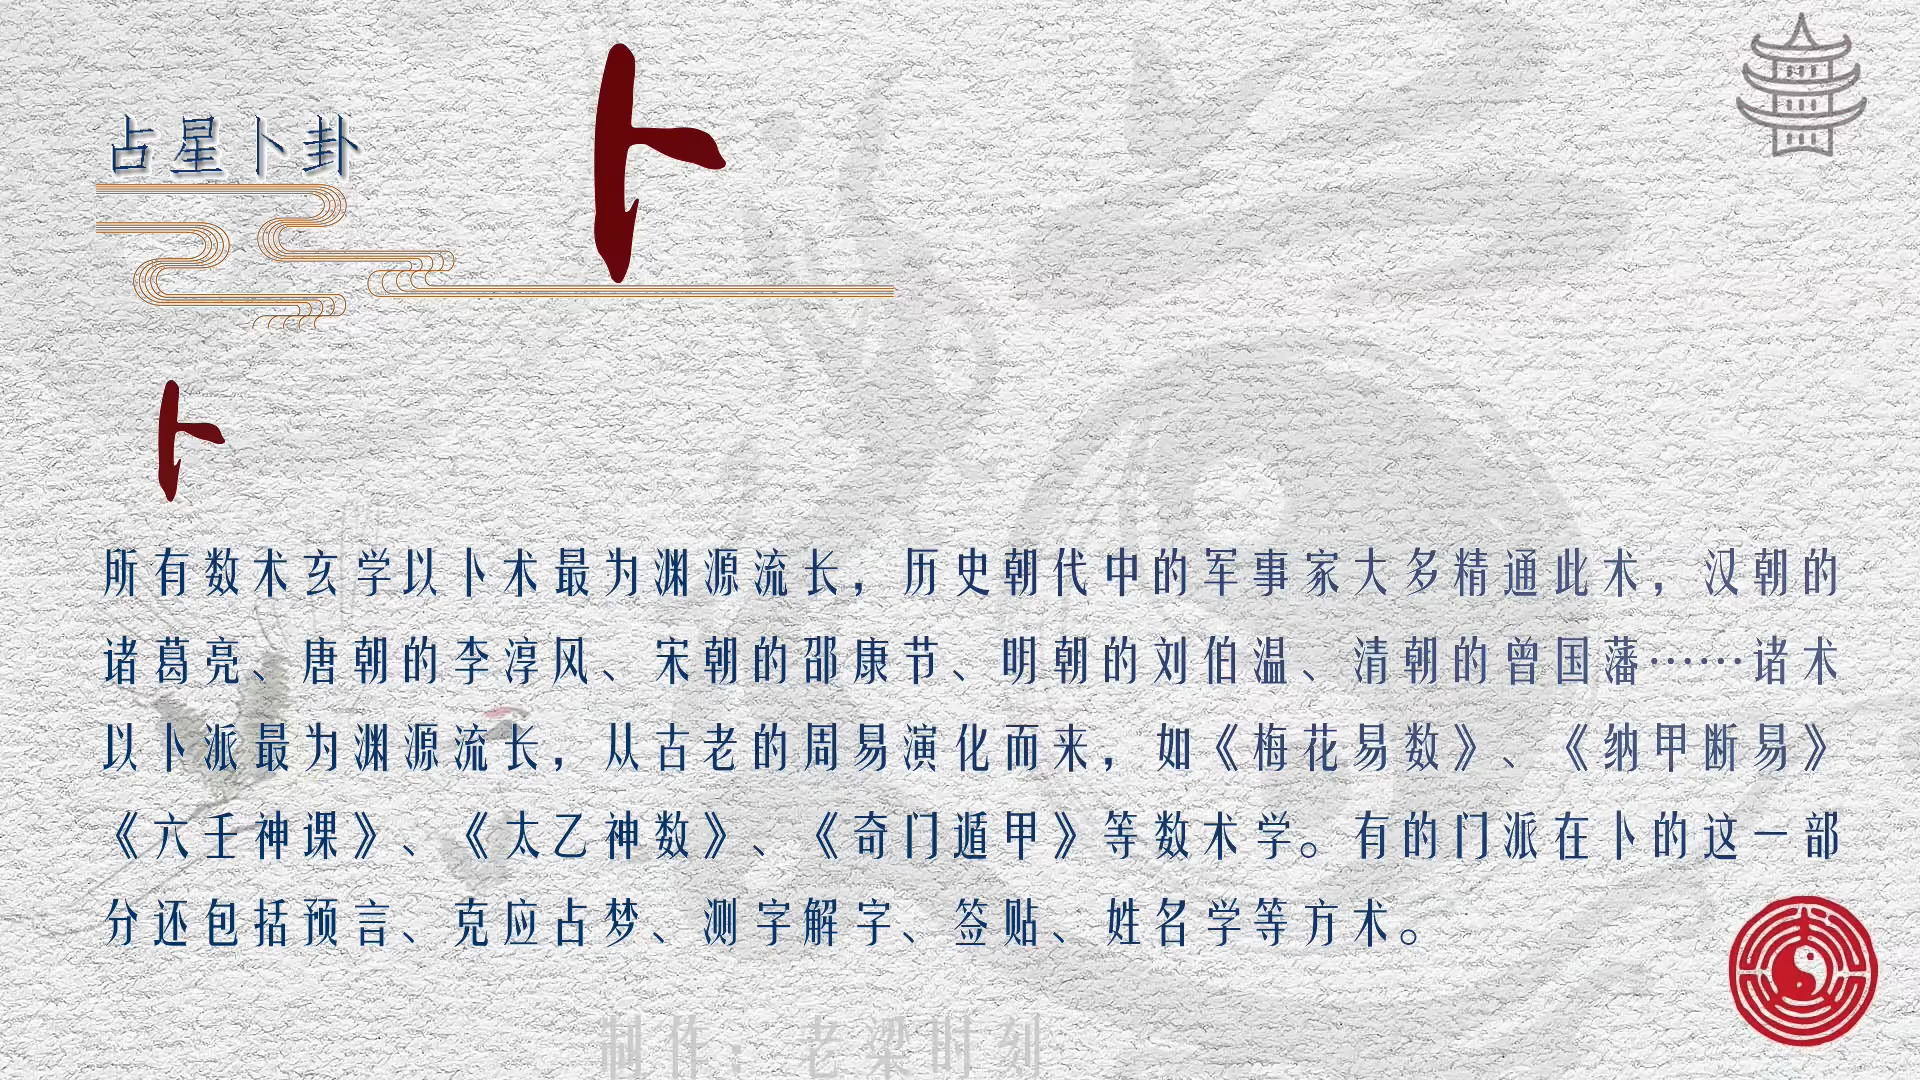 占星卜卦
卜
卜
所有数术玄学以卜术最为渊源流长，历史朝代中的军事家大多精通此术，汉朝的
诸葛亮、唐朝的李淳风、宋朝的邵康节、明朝的刘伯温、清朝的曾国藩……诸术
以卜派最为渊源流长，从古老的周易演化而来，如《梅花易数》、《纳甲断易》
《六壬神课》、《太乙神数》、《奇门遁甲》等数术学。有的门派在卜的这一部
分还包括预言、克应占梦、测字解字、签贴、姓名学等方术。
制作：老梁时刻